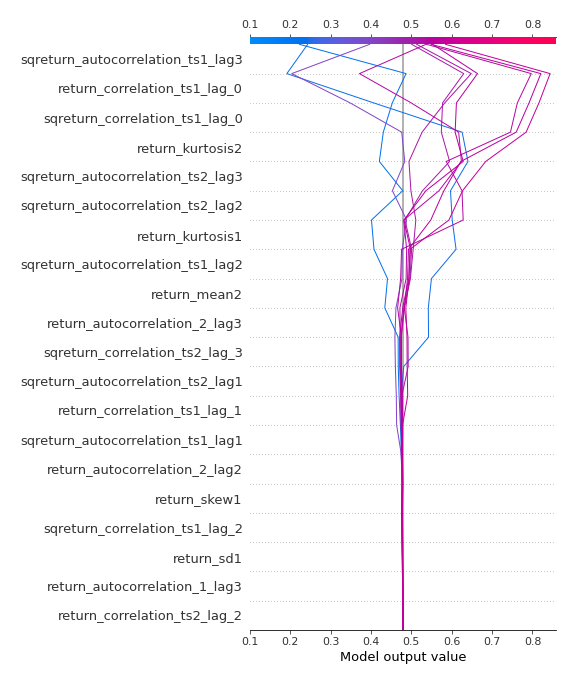 0.1 0.2 0.3 0.4 0.5 0.6 0.7 0.8
sqreturn_autocorrelation_ts1_lag3
return_correlation_ts1_lag_0
sqreturn_correlation_ts1_lag_0
return_kurtosis2
sqreturn_autocorrelation_ts2_lag3
sqreturn_autocorrelation_ts2_lag2
return_kurtosis1
sqreturn_autocorrelation_ts1_lag2
return_mean2
return_autocorrelation_2_lag3
sqreturn_correlation_ts2_lag_3
sqreturn_autocorrelation_ts2_lag1
return_correlation_ts1_lag_1
sqreturn_autocorrelation_ts1_lag1
return_autocorrelation_2_lag2
return_skew1
sqreturn_correlation_ts1_lag_2
return_sd1
return_autocorrelation_1_lag3
return_correlation_ts2_lag_2
0.1 0.2 0.3 0.4 0.5 0.6 0.7 0.8
Model output value